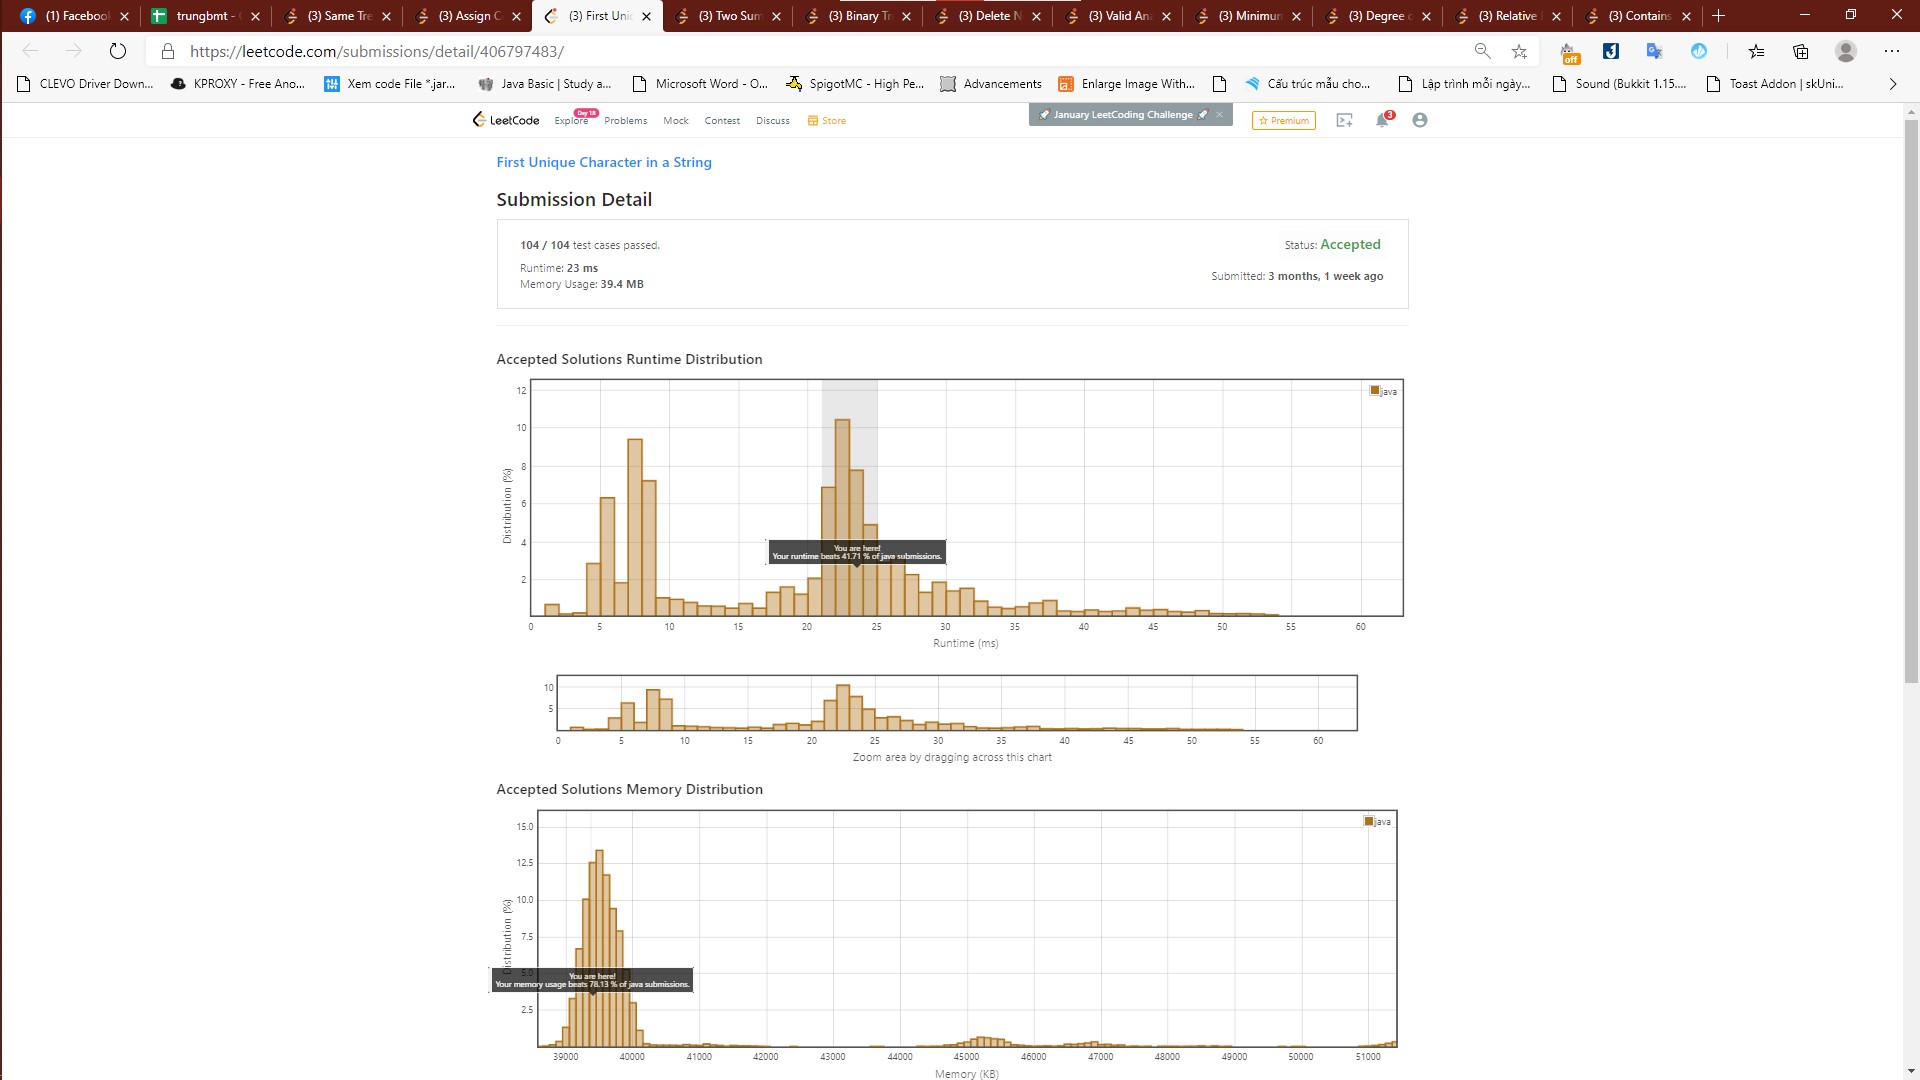 (1) Facebook
trungbmt -
(3) Same Tre
(3) Assign C
(3) First Uni
(3) Two Sum
(3) Binary Tr
(3) Delete N
(3) Valid An
(3) Minimum
(3) Degree o
(3) Relative
(3) Contains
https://leetcode.com/submissions/detail/406797483/
off
CLEVO Driver Down...
KPROXY - Free Ano...
Xem code File *.jar...
Java Basic | Study a...
Microsoft Word - O...
SpigotMC - High Pe...
Advancements
Enlarge Image With...
Cấu trúc mẫu cho...
Lập trình mỗi ngày...
Sound (Bukkit 1.15....
Toast Addon | skUni...
LeetCode
Explore
Day 18
Problems
Mock
Contest
Discuss
Store
January LeetCoding Challenge
Premium
3
First Unique Character in a String
Submission Detail
104 / 104 test cases passed.
Status: Accepted
Runtime: 23 ms
Submitted: 3 months, 1 week ago
Memory Usage: 39.4 MB
Accepted Solutions Runtime Distribution
12
10
8
6
4
2
Distribution (%)
java
You are here!
Your runtime beats 41.71 % of java submissions.
0 5 10 15 20 25 30 35 40 45 50 55 60
Runtime (ms)
10
5
0 5 10 15 20 25 30 35 40 45 50 55 60
Zoom area by dragging across this chart
Accepted Solutions Memory Distribution
15.0
12.5
10.0
7.5
5.0
2.5
Distribution (%)
java
You are here!
Your memory usage beats 78.13 % of java submissions.
39000 40000 41000 42000 43000 44000 45000 46000 47000 48000 49000 50000 51000
Memory (KB)